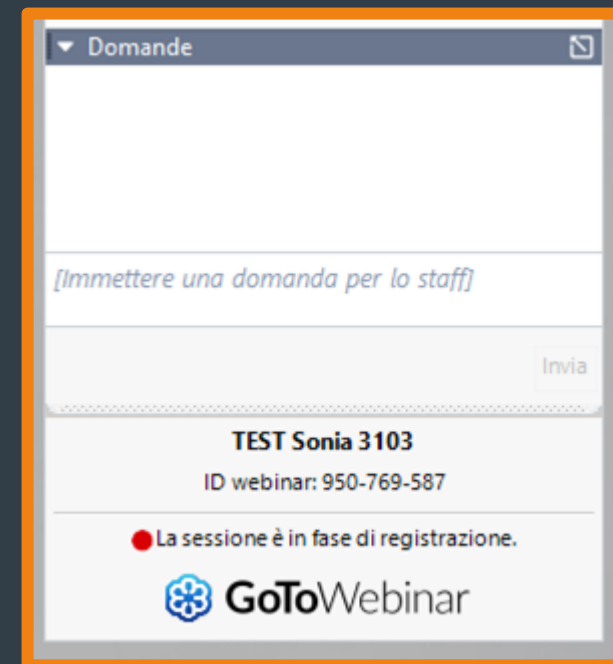 Domande
[Immettere una domanda per lo staff]
Invia
TEST Sonia 3103
ID webinar: 950-769-587
La sessione è in fase di registrazione.
GoToWebinar